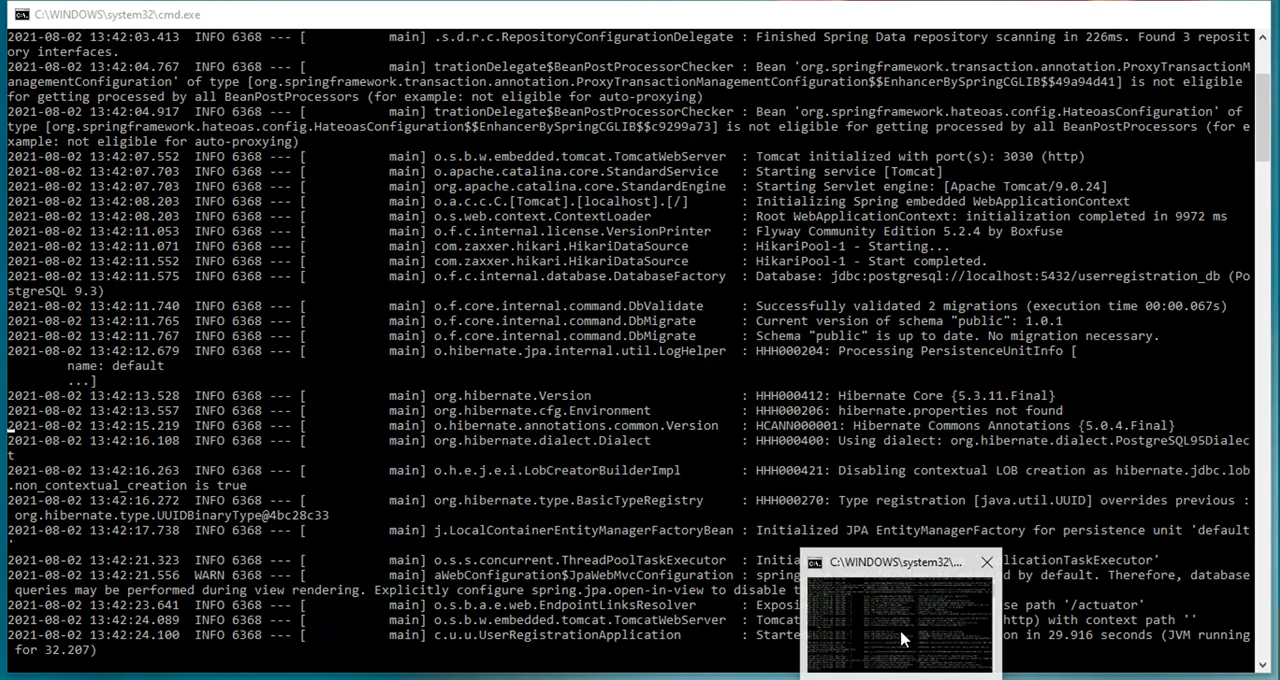 C:\WINDOWS\system32\cmd.exe
2021-08-02 13:42:03.413  INFO 6368 --- [           main] .s.d.r.c.RepositoryConfigurationDelegate : Finished Spring Data repository scanning in 226ms. Found 3 reposit
ory interfaces.
2021-08-02 13:42:04.767  INFO 6368 --- [           main] trationDelegate$BeanPostProcessorChecker : Bean 'org.springframework.transaction.annotation.ProxyTransactionM
anagementConfiguration' of type [org.springframework.transaction.annotation.ProxyTransactionManagementConfiguration$$EnhancerBySpringCGLIB$$49a94d41] is not eligible
for getting processed by all BeanPostProcessors (for example: not eligible for auto-proxying)
2021-08-02 13:42:04.917  INFO 6368 --- [           main] trationDelegate$BeanPostProcessorChecker : Bean 'org.springframework.hateoas.config.HateoasConfiguration' of
type [org.springframework.hateoas.config.HateoasConfiguration$$EnhancerBySpringCGLIB$$c9299a73] is not eligible for getting processed by all BeanPostProcessors (for e
xample: not eligible for auto-proxying)
2021-08-02 13:42:07.552  INFO 6368 --- [           main] o.s.b.w.embedded.tomcat.TomcatWebServer  : Tomcat initialized with port(s): 3030 (http)
2021-08-02 13:42:07.703  INFO 6368 --- [           main] o.apache.catalina.core.StandardService   : Starting service [Tomcat]
2021-08-02 13:42:07.703  INFO 6368 --- [           main] org.apache.catalina.core.StandardEngine  : Starting Servlet engine: [Apache Tomcat/9.0.24]
2021-08-02 13:42:08.203  INFO 6368 --- [           main] o.a.c.c.C.[Tomcat].[localhost].[/]       : Initializing Spring embedded WebApplicationContext
2021-08-02 13:42:08.203  INFO 6368 --- [           main] o.s.web.context.ContextLoader            : Root WebApplicationContext: initialization completed in 9972 ms
2021-08-02 13:42:11.053  INFO 6368 --- [           main] o.f.c.internal.license.VersionPrinter    : Flyway Community Edition 5.2.4 by Boxfuse
2021-08-02 13:42:11.071  INFO 6368 --- [           main] com.zaxxer.hikari.HikariDataSource       : HikariPool-1 - Starting...
2021-08-02 13:42:11.552  INFO 6368 --- [           main] com.zaxxer.hikari.HikariDataSource       : HikariPool-1 - Start completed.
2021-08-02 13:42:11.575  INFO 6368 --- [           main] o.f.c.internal.database.DatabaseFactory  : Database: jdbc:postgresql://localhost:5432/userregistration_db (Po
stgreSQL 9.3)
2021-08-02 13:42:11.740  INFO 6368 --- [           main] o.f.core.internal.command.DbValidate     : Successfully validated 2 migrations (execution time 00:00.067s)
2021-08-02 13:42:11.765  INFO 6368 --- [           main] o.f.core.internal.command.DbMigrate      : Current version of schema "public": 1.0.1
2021-08-02 13:42:11.767  INFO 6368 --- [           main] o.f.core.internal.command.DbMigrate      : Schema "public" is up to date. No migration necessary.
2021-08-02 13:42:12.679  INFO 6368 --- [           main] o.hibernate.jpa.internal.util.LogHelper  : HHH000204: Processing PersistenceUnitInfo [
name: default
...]
2021-08-02 13:42:13.528  INFO 6368 --- [           main] org.hibernate.Version                    : HHH000412: Hibernate Core {5.3.11.Final}
2021-08-02 13:42:13.557  INFO 6368 --- [           main] org.hibernate.cfg.Environment            : HHH000206: hibernate.properties not found
2021-08-02 13:42:15.219  INFO 6368 --- [           main] o.hibernate.annotations.common.Version   : HCANN000001: Hibernate Commons Annotations {5.0.4.Final}
2021-08-02 13:42:16.108  INFO 6368 --- [           main] org.hibernate.dialect.Dialect            : HHH000400: Using dialect: org.hibernate.dialect.PostgreSQL95Dialec
t
2021-08-02 13:42:16.263  INFO 6368 --- [           main] o.h.e.j.e.i.LobCreatorBuilderImpl        : HHH000421: Disabling contextual LOB creation as hibernate.jdbc.lob
.non_contextual_creation is true
2021-08-02 13:42:16.272  INFO 6368 --- [           main] org.hibernate.type.BasicTypeRegistry     : HHH000270: Type registration [java.util.UUID] overrides previous :
org.hibernate.type.UUIDBinaryType@4bc28c33
2021-08-02 13:42:17.738  INFO 6368 --- [           main] j.LocalContainerEntityManagerFactoryBean : Initialized JPA EntityManagerFactory for persistence unit 'default
'
2021-08-02 13:42:21.323  INFO 6368 --- [           main] o.s.s.concurrent.ThreadPoolTaskExecutor  : Initia plicationTaskExecutor'
2021-08-02 13:42:21.556  WARN 6368 --- [           main] aWebConfiguration$JpaWebMvcConfiguration : spring d by default. Therefore, database
queries may be performed during view rendering. Explicitly configure spring.jpa.open-in-view to disable t
2021-08-02 13:42:23.641  INFO 6368 --- [           main] o.s.b.a.e.web.EndpointLinksResolver      : Exposi se path '/actuator'
2021-08-02 13:42:24.089  INFO 6368 --- [           main] o.s.b.w.embedded.tomcat.TomcatWebServer  : Tomcat http) with context path ''
2021-08-02 13:42:24.100  INFO 6368 --- [           main] c.u.u.UserRegistrationApplication        : Starte on in 29.916 seconds (JVM running
for 32.207)
C:\WINDOWS\system32\...